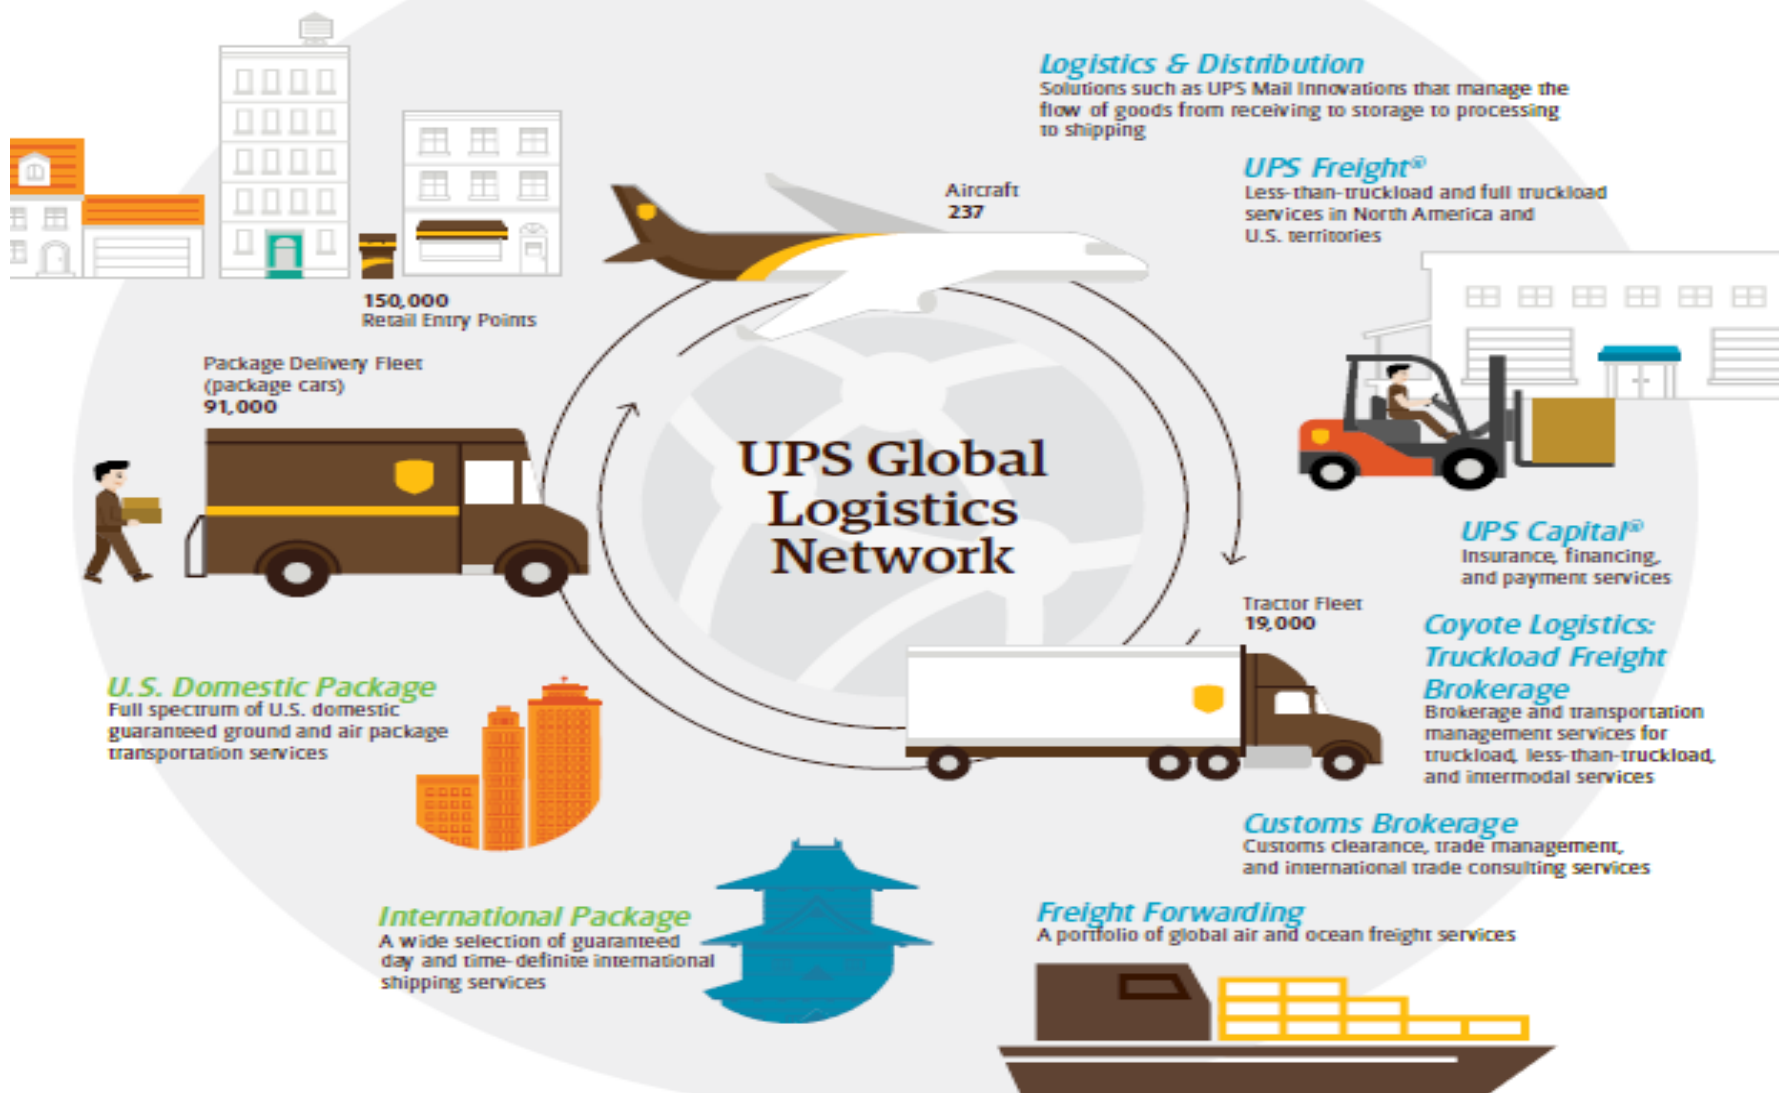 Logistics & Distribution
Solutions such as UPS Mail Innovations that manage the
flow of goods from receiving to storage to processing
to shipping
UPS Freight®
Less-than-truckload and full truckload
services in North America and
U.S. territories
Aircraft
237
150,000
Retail Entry Points
Package Delivery Fleet
(package cars)
91,000
UPS Global
Logistics
Network
UPS Capital®
Insurance, financing,
and payment services
Tractor Fleet
19,000
Coyote Logistics:
Truckload Freight
Brokerage
Brokerage and transportation
management services for
truckload, less-than-truckload,
and intermodal services
U.S. Domestic Package
Full spectrum of U.S. domestic
guaranteed ground and air package
transportation services
Customs Brokerage
Customs clearance, trade management,
and international trade consulting services
International Package
A wide selection of guaranteed
day and time-definite international
shipping services
Freight Forwarding
A portfolio of global air and ocean freight services